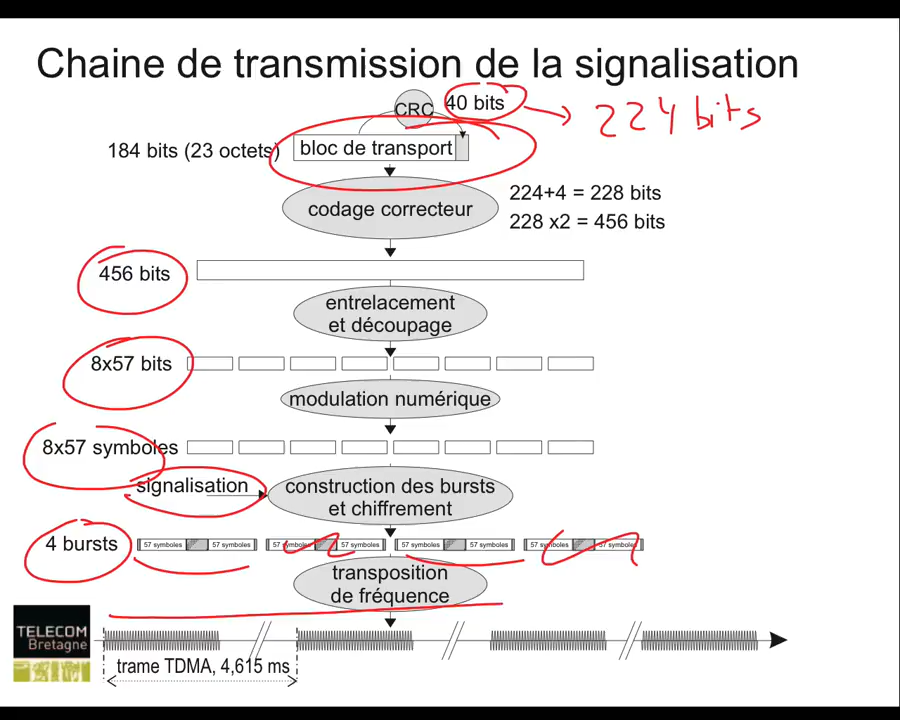 Chaine de transmission de la signalisation
CRC
40 bits
224 bits
184 bits (23 octets)
bloc de transport
codage correcteur
224+4 = 228 bits
228 x2 = 456 bits
456 bits
entrelacement
et découpage
8x57 bits
modulation numérique
8x57 symboles
signalisation
construction des bursts
et chiffrement
4 bursts
57 symboles 57 symboles 57 symboles 57 symboles 57 symboles 57 symboles 57 symboles 57 symboles
transposition
de fréquence
TELECOM
Bretagne
trame TDMA, 4,615 ms